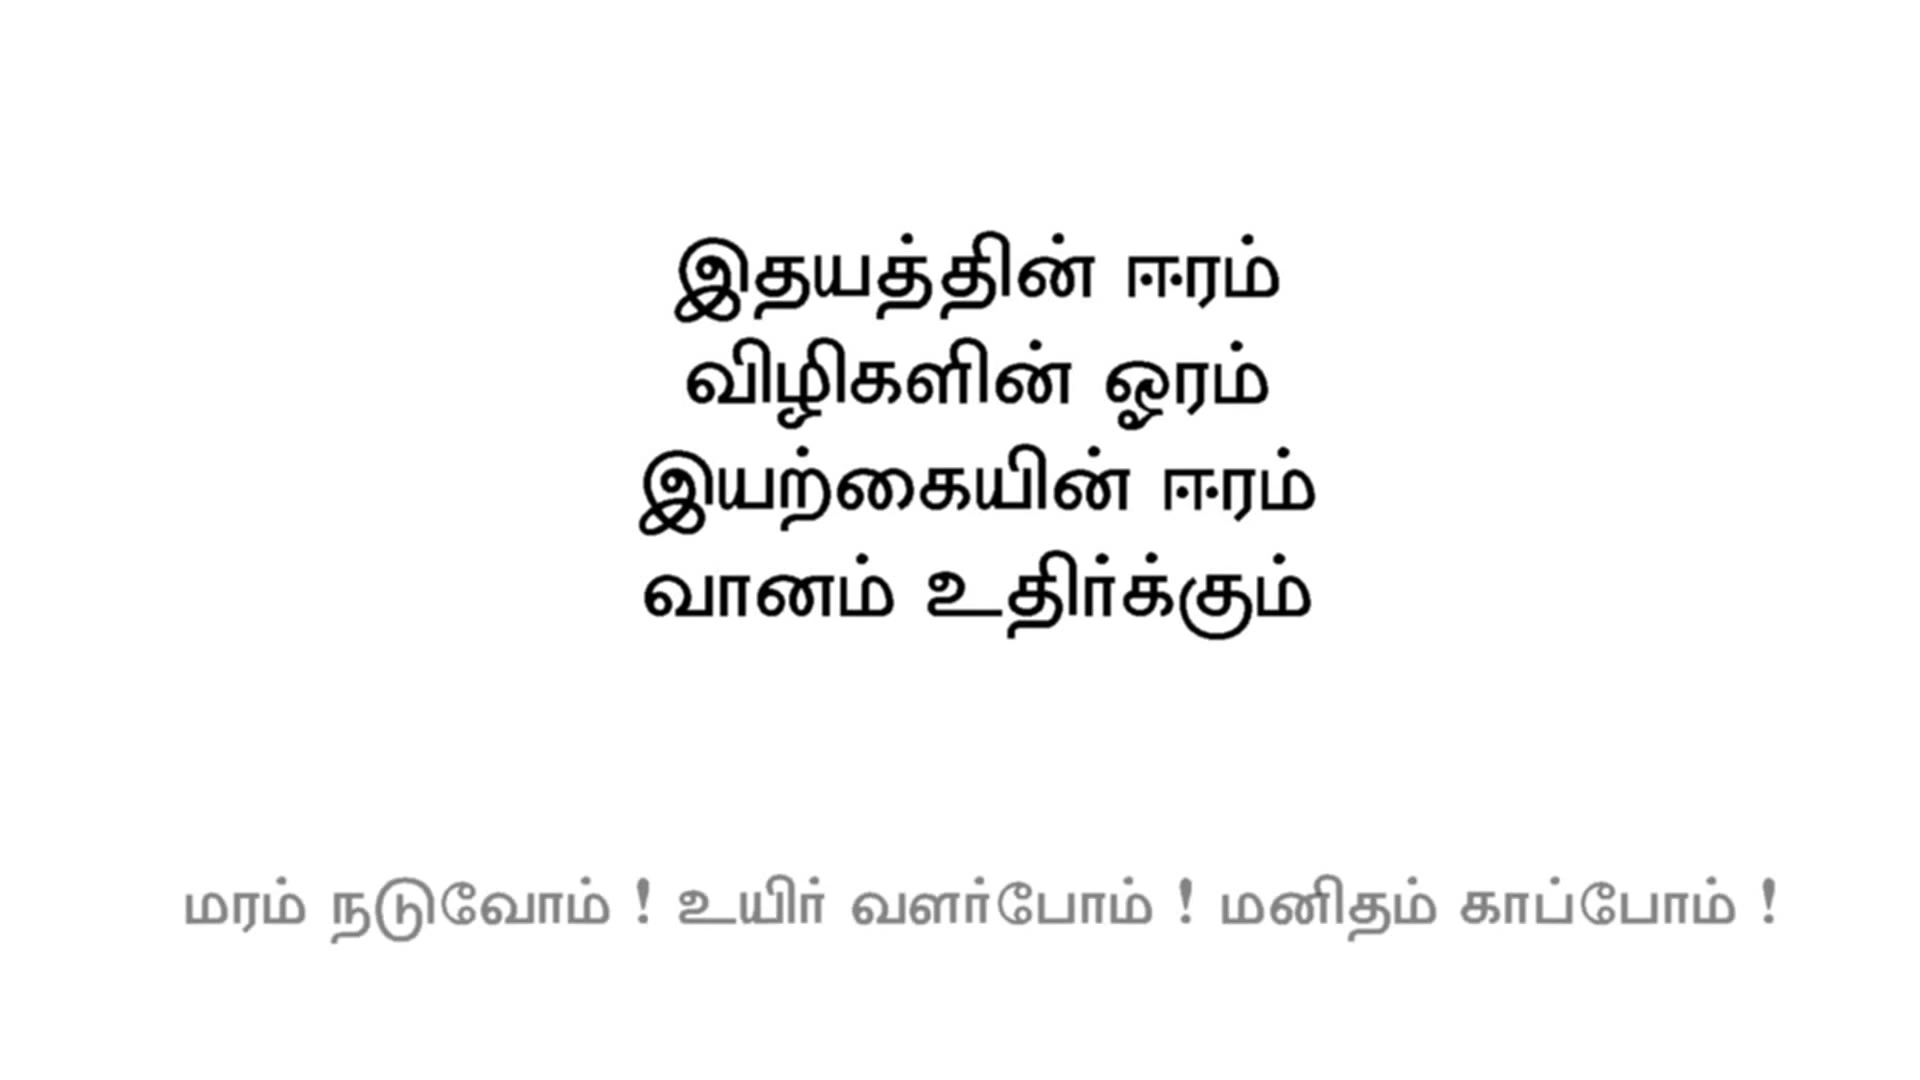 இதயத்தின் ஈரம்
விழிகளின் ஓரம்
இயற்கையின் ஈரம்
வானம் உதிர்க்கும்
மரம் நடுவோம் ! உயிர் வளர்போம் ! மனிதம் காப்போம் !